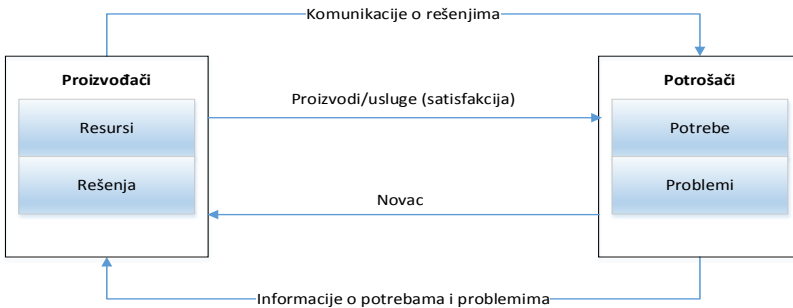 Komunikacije o rešenjima
Proizvođači
Potrošači
Proizvodi/usluge (satisfakcija)
Resursi
Potrebe
Rešenja
Problemi
Novac
Informacije o potrebama i problemima